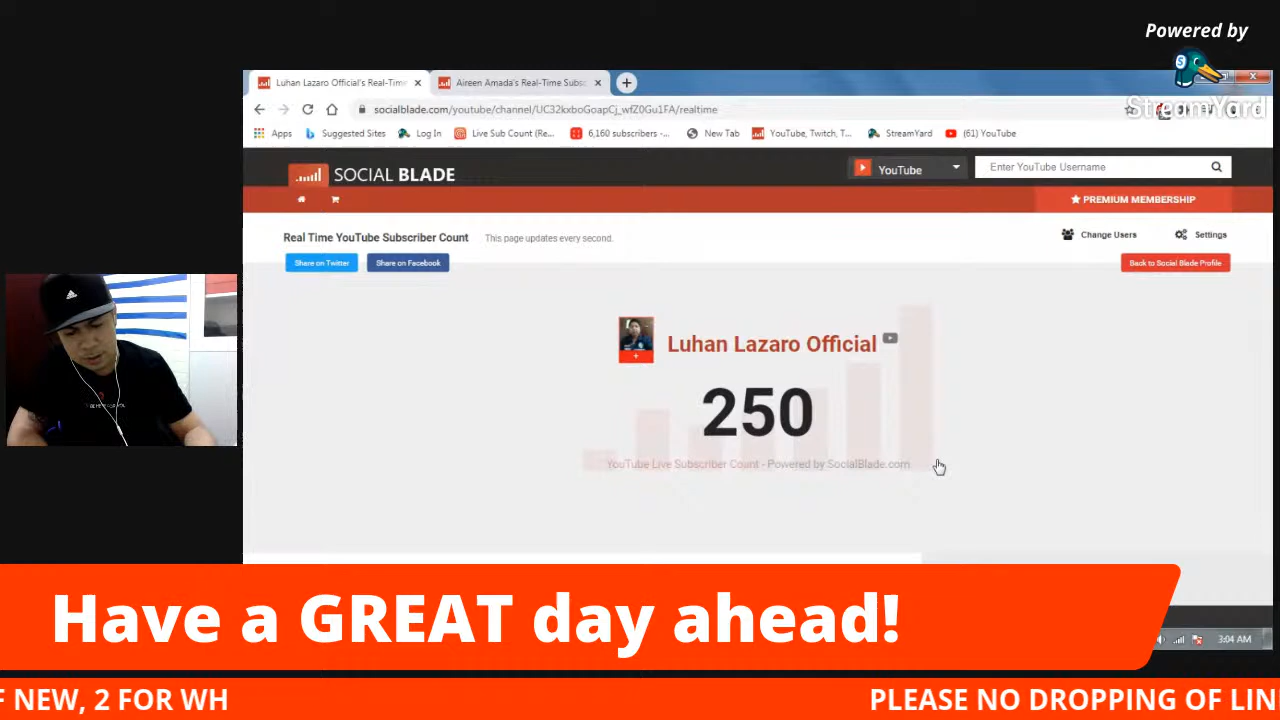 Powered by
StreamYard
Luhan Lazaro Official's Real-Time
Aireen Amada's Real-Time Subsc
socialblade.com/youtube/channel/UC32kxboGoapCj_wfZ0Gu1FA/realtime
Apps Suggested Sites Log In Live Sub Count (Re... 6,160 subscribers -... New Tab YouTube, Twitch, T... StreamYard (61) YouTube
SOCIAL BLADE
YouTube
Enter YouTube Username
PREMIUM MEMBERSHIP
Real Time YouTube Subscriber Count
This page updates every second.
Change Users
Settings
Share on Twitter
Share on Facebook
Back to Social Blade Profile
Luhan Lazaro Official
250
YouTube Live Subscriber Count - Powered by SocialBlade.com
Have a GREAT day ahead!
3:04 AM
F NEW, 2 FOR WH
PLEASE NO DROPPING OF LIN